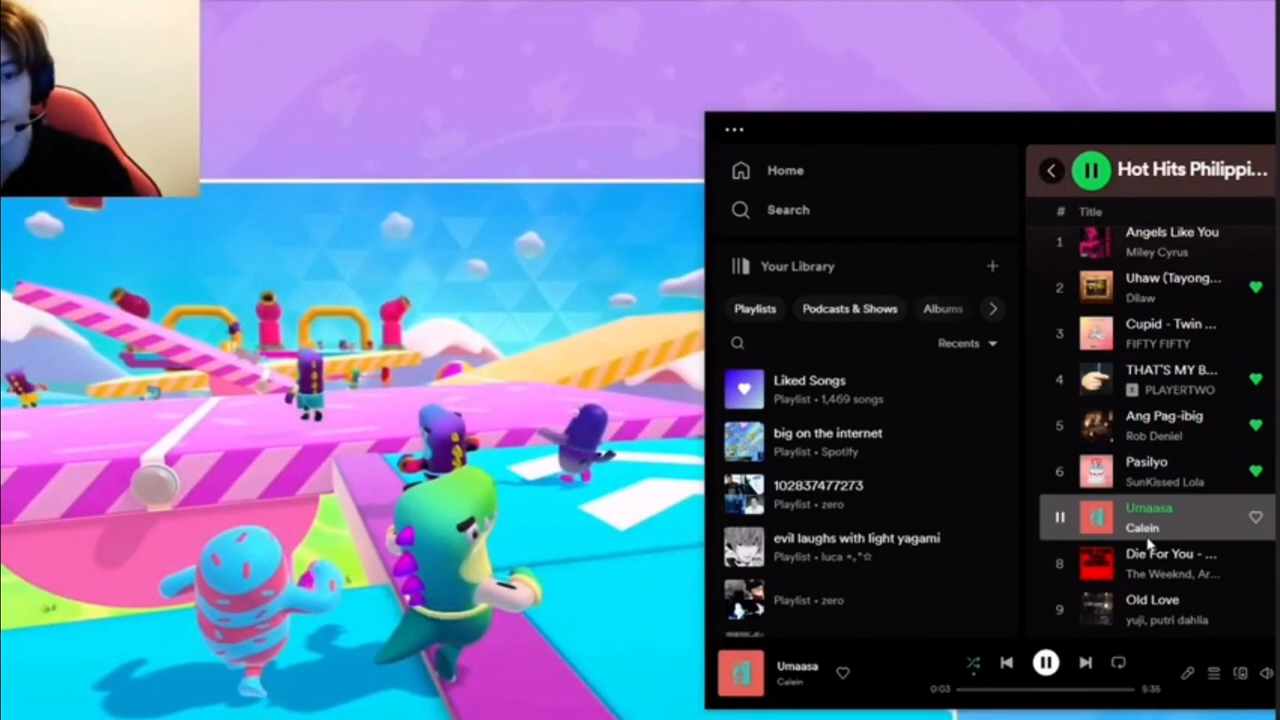 Home
Search
Your Library
Playlists
Podcasts & Shows
Albums
Recents
Liked Songs
Playlist • 1,469 songs
big on the internet
Playlist • Spotify
102837477273
Playlist • zero
evil laughs with light yagami
Playlist • luca ⋆｡°☆
Playlist • zero
Hot Hits Philippi...
# Title
1 Angels Like You
Miley Cyrus
2 Uhaw (Tayong...
Dilaw
3 Cupid - Twin ...
FIFTY FIFTY
4 THAT'S MY B...
E PLAYERTWO
5 Ang Pag-ibig
Rob Deniel
6 Pasilyo
SunKissed Lola
Umaasa
Calein
8 Die For You - ...
The Weeknd, Ar...
9 Old Love
yuji, putri dahlia
Umaasa
Calein
0:03
5:35